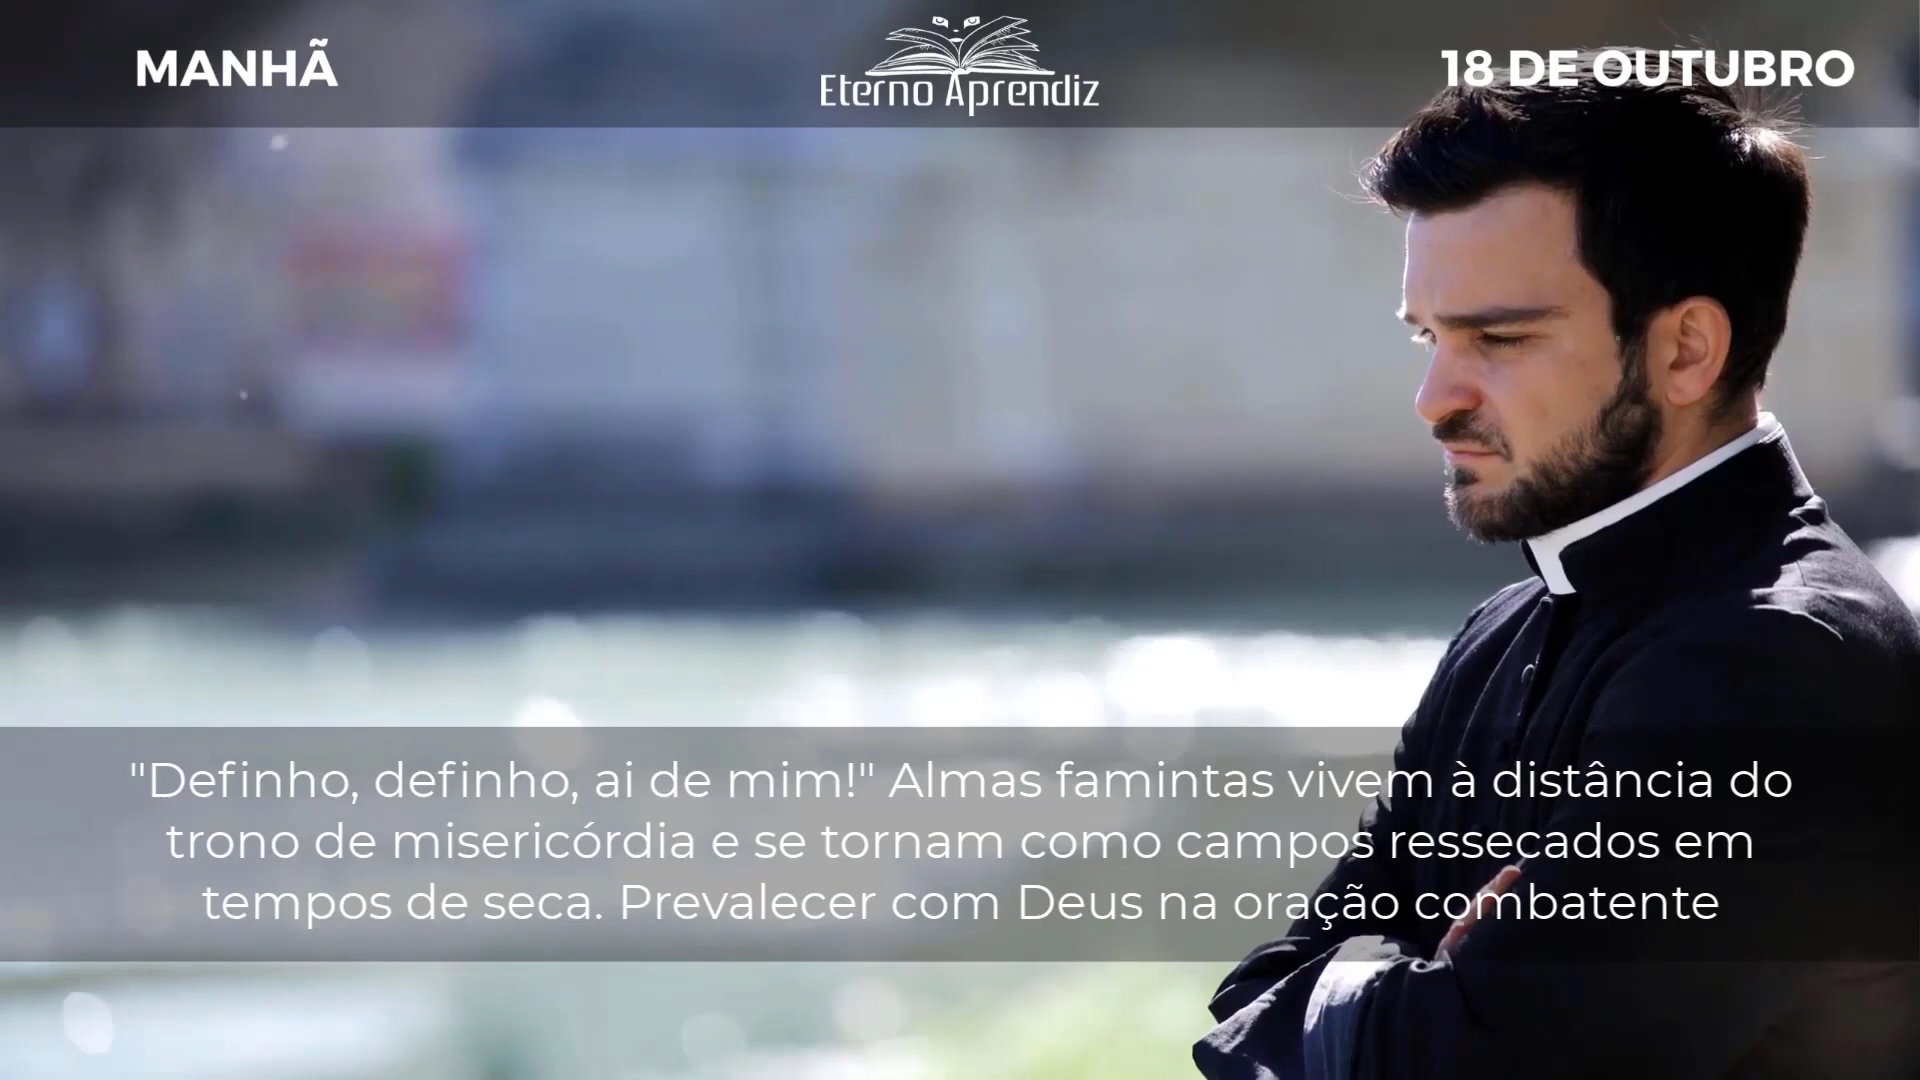 MANHÃ
Eterno Aprendiz
18 DE OUTUBRO
"Definho, definho, ai de mim!" Almas famintas vivem à distância do
trono de misericórdia e se tornam como campos ressecados em
tempos de seca. Prevalecer com Deus na oração combatente